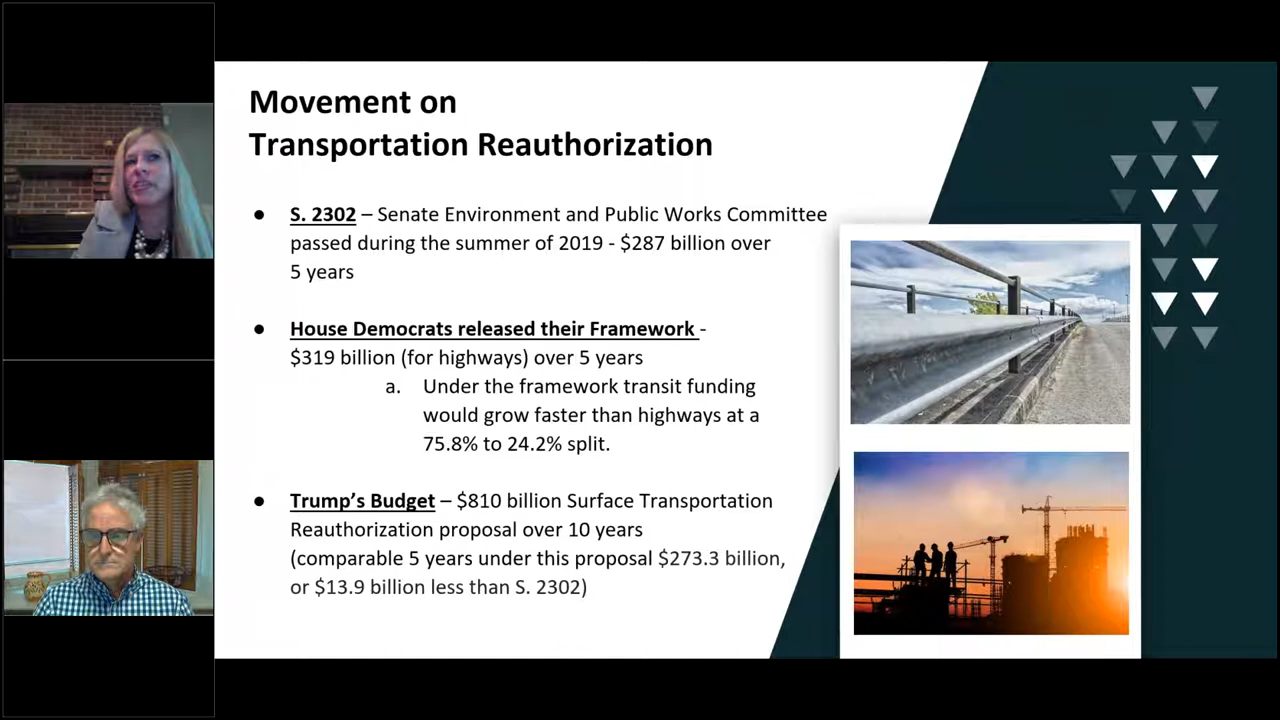 Movement on
Transportation Reauthorization
● S. 2302 – Senate Environment and Public Works Committee
passed during the summer of 2019 - $287 billion over
5 years
● House Democrats released their Framework -
$319 billion (for highways) over 5 years
a. Under the framework transit funding
would grow faster than highways at a
75.8% to 24.2% split.
● Trump’s Budget – $810 billion Surface Transportation
Reauthorization proposal over 10 years
(comparable 5 years under this proposal $273.3 billion,
or $13.9 billion less than S. 2302)